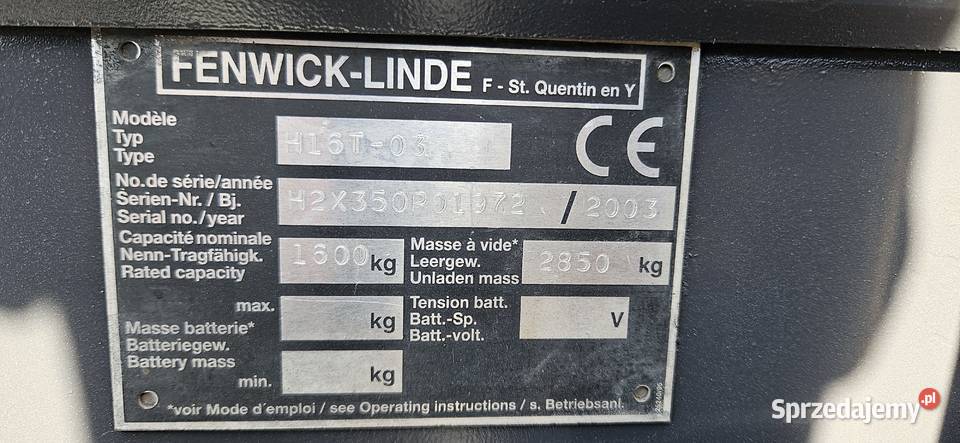 FENWICK-LINDE F - St. Quentin en Y
Modèle
Typ
Type
H16T-03
CE
No.de série/année
Serien-Nr. / Bj.
Serial no./year
H2X350P01972 / 2003
Capacité nominale
Nenn-Tragfähigk.
Rated capacity
1600 kg
Masse à vide*
Leergew.
Unladen mass
2850 kg
max.
kg
Masse batterie*
Batteriegew.
Battery mass
min.
kg
Tension batt.
Batt.-Sp.
Batt.-volt.
V
*voir Mode d´emploi / see Operating instructions / s. Betriebsanl.
Sprzedajemy.pl